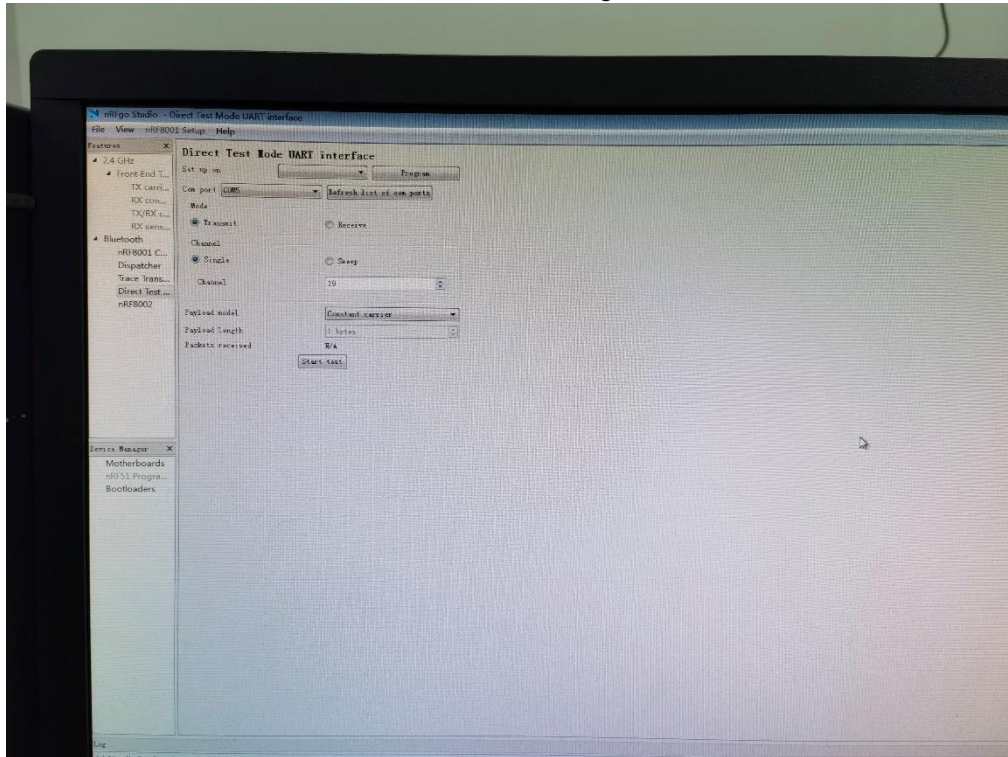 nRFgo Studio - Direct Test Mode UART interface
File View nRF8001 Setup Help
Features X
2.4 GHz
Front-End T...
TX carri...
RX con...
TX/RX c...
RX sens...
Bluetooth
nRF8001 C...
Dispatcher
Trace Trans...
Direct Test ...
nRF8002
Device Manager X
Motherboards
nRF51 Progra...
Bootloaders
Direct Test Mode UART interface
Set up on Program
Com port COM5 Refresh list of com ports
Mode
Transmit Receive
Channel
Single Sweep
Channel 19
Payload model Constant carrier
Payload length 1 bytes
Packets received N/A
Start test
Log